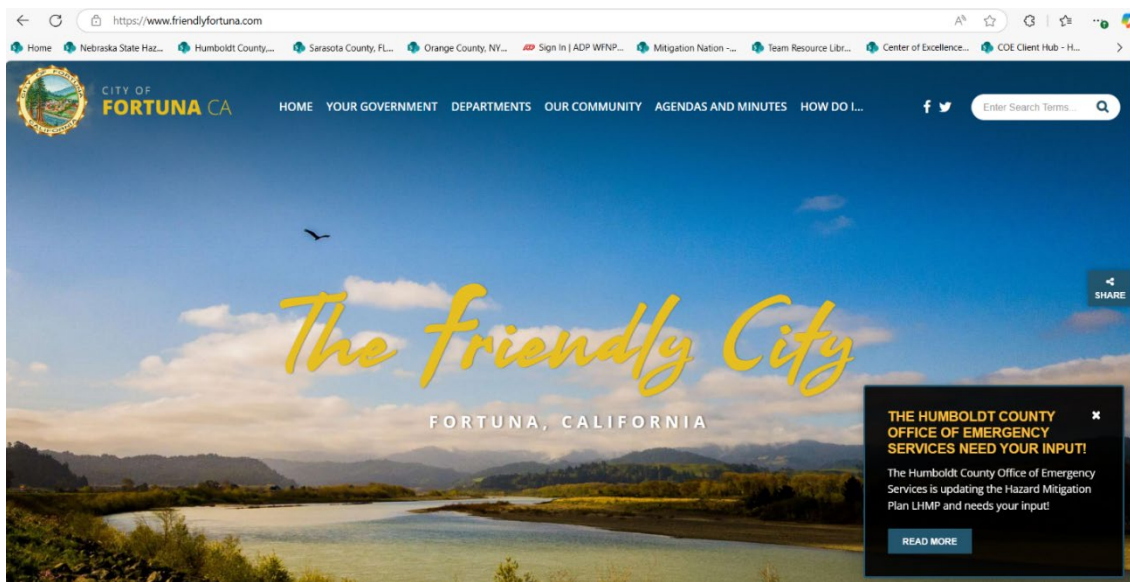 https://www.friendlyfortuna.com
Home Nebraska State Haz... Humboldt County,... Sarasota County, FL... Orange County, NY... Sign In | ADP WFNP... Mitigation Nation -... Team Resource Libr... Center of Excellence... COE Client Hub - H...
CITY OF
FORTUNA CA
HOME YOUR GOVERNMENT DEPARTMENTS OUR COMMUNITY AGENDAS AND MINUTES HOW DO I...
Enter Search Terms...
SHARE
The Friendly City
FORTUNA, CALIFORNIA
THE HUMBOLDT COUNTY
OFFICE OF EMERGENCY
SERVICES NEED YOUR INPUT!
The Humboldt County Office of Emergency
Services is updating the Hazard Mitigation
Plan LHMP and needs your input!
READ MORE